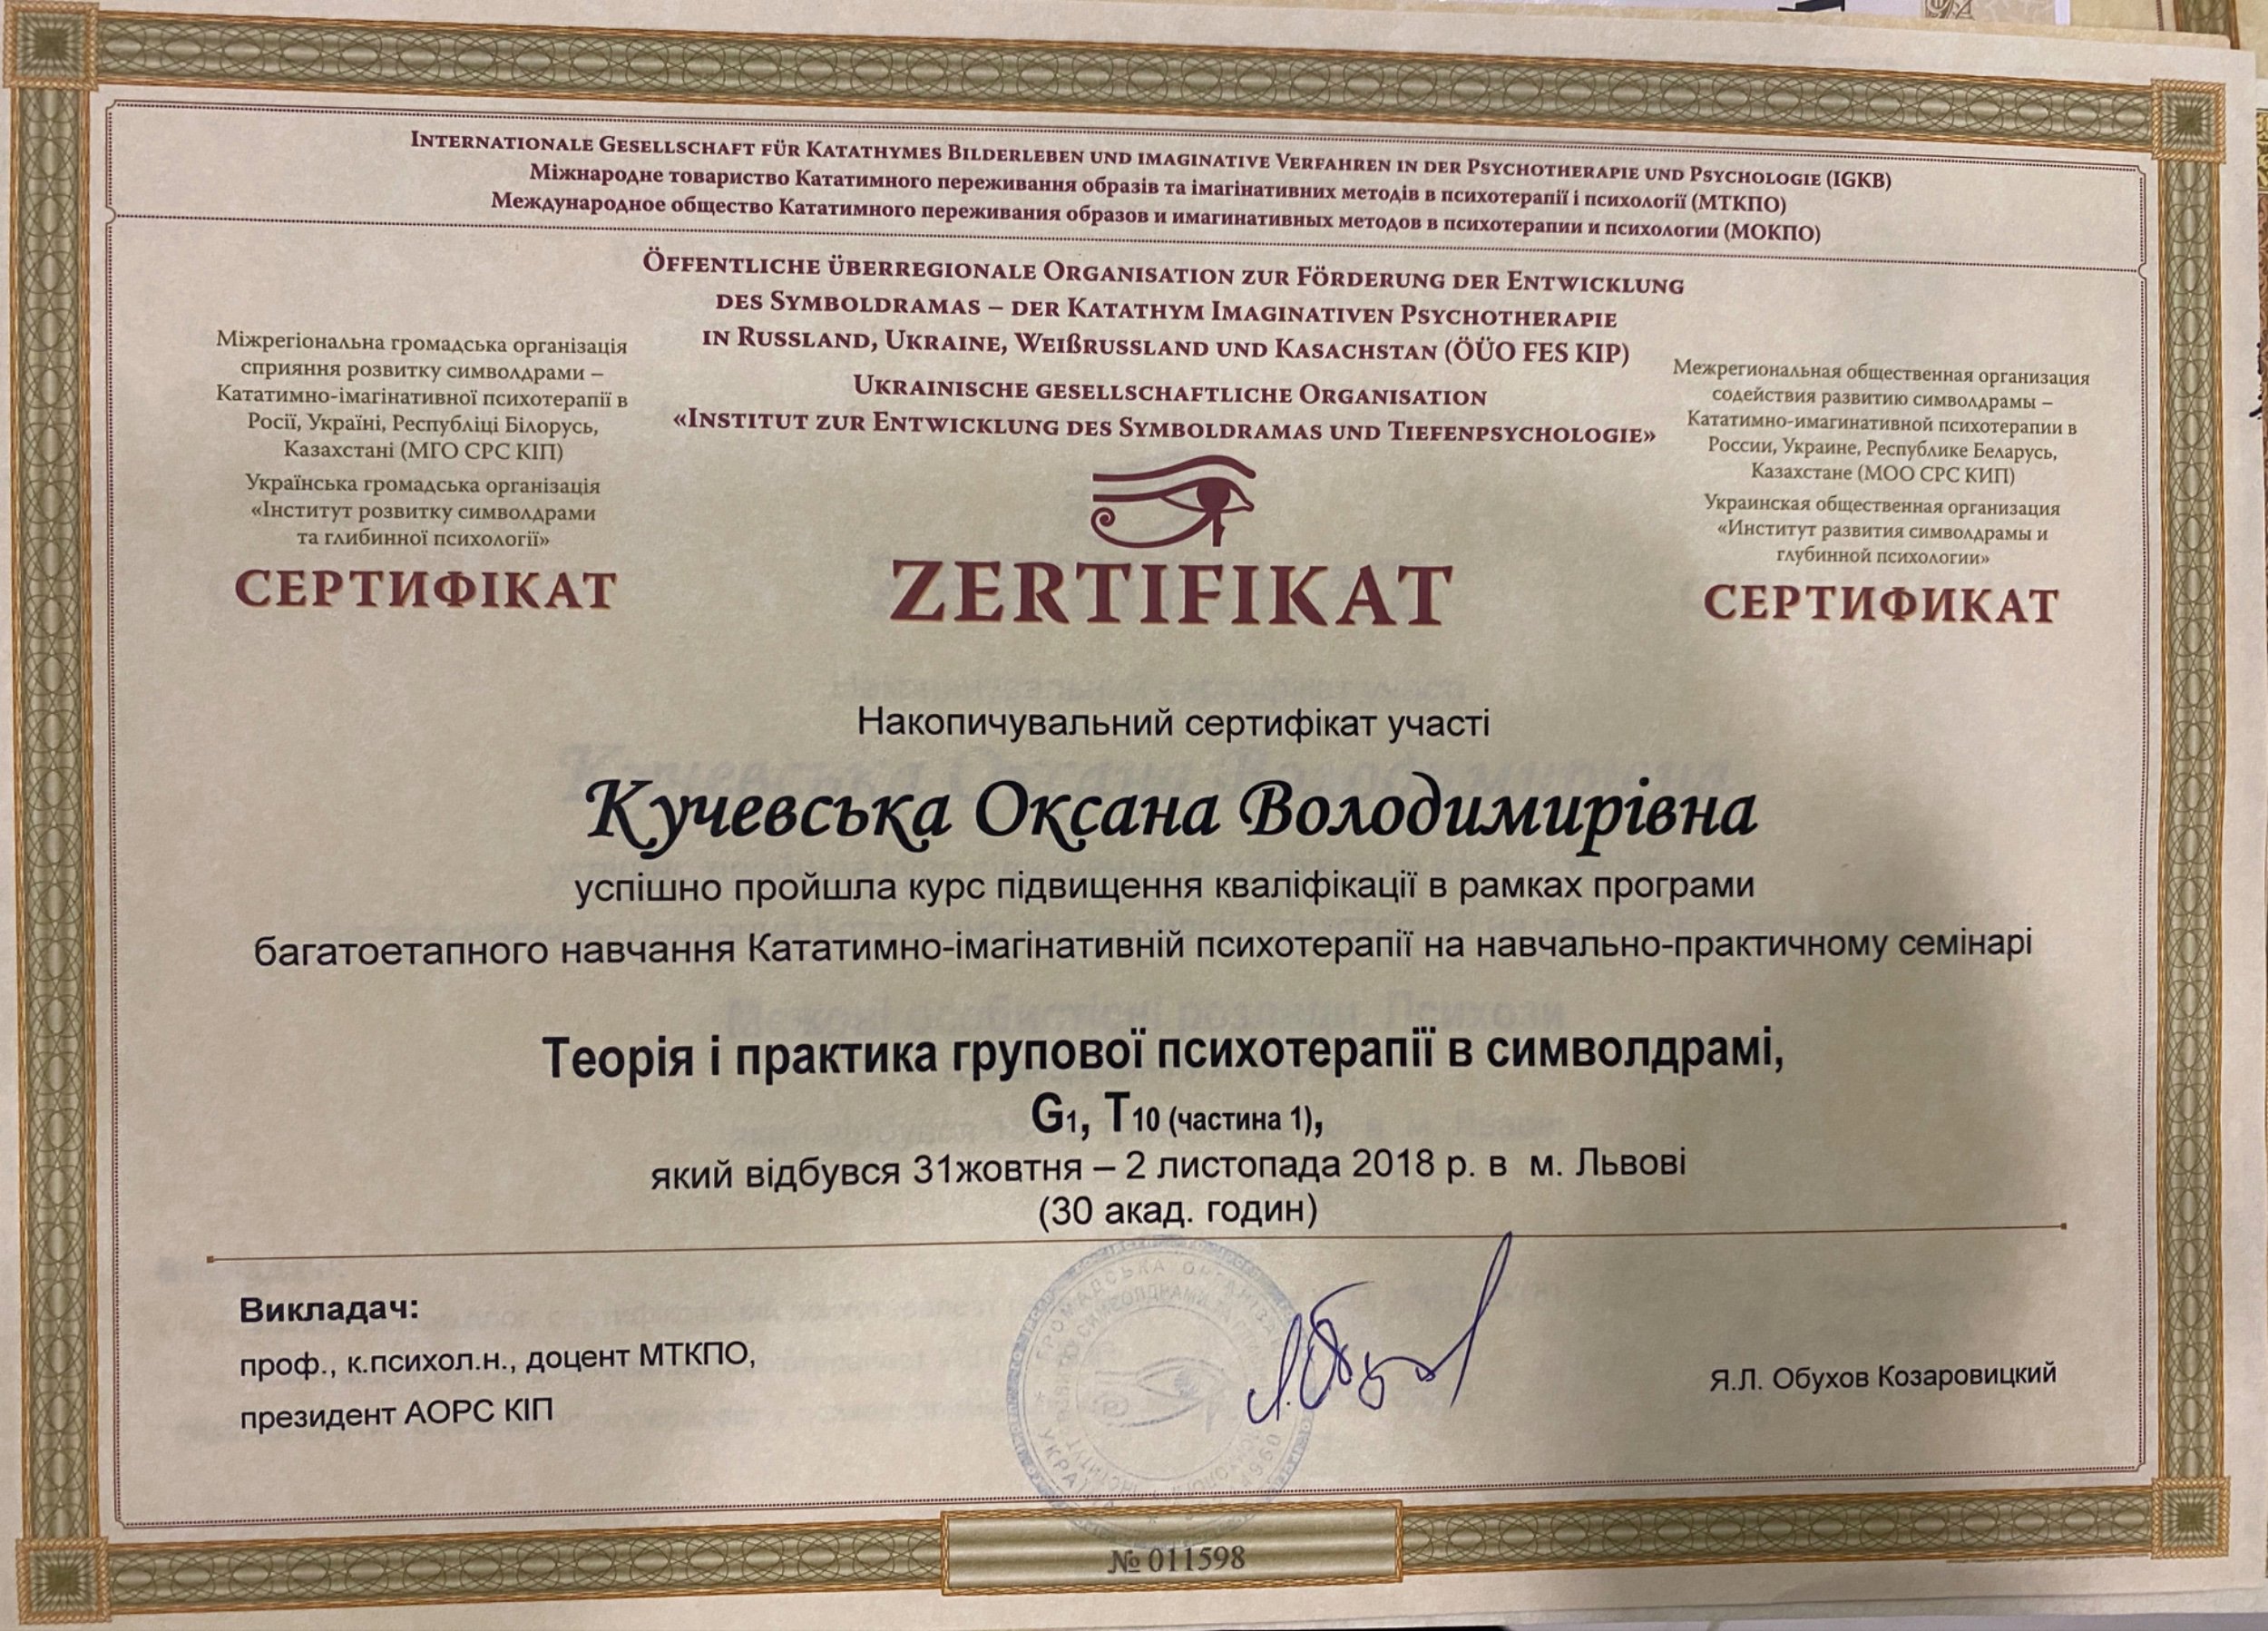 Internationale Gesellschaft für Katathymes Bilderleben und imaginative Verfahren in der Psychotherapie und Psychologie (IGKB)
Міжнародне товариство Кататимного переживання образів та імагінативних методів в психотерапії і психології (МТКПО)
Международное общество Кататимного переживания образов и имагинативных методов в психотерапии и психологии (МОКПО)
Öffentliche überregionale Organisation zur Förderung der Entwicklung
des Symboldramas – der Katathym Imaginativen Psychotherapie
in Russland, Ukraine, Weißrussland und Kasachstan (ÖÜO FES KIP)
Ukrainische gesellschaftliche Organisation
«Institut zur Entwicklung des Symboldramas und Tiefenpsychologie»
Міжрегіональна громадська організація
сприяння розвитку символдрами –
Кататимно-імагінативної психотерапії в
Росії, Україні, Республіці Білорусь,
Казахстані (МГО СРС КІП)
Українська громадська організація
«Інститут розвитку символдрами
та глибинної психології»
СЕРТИФІКАТ
ZERTIFIKAT
Межрегиональная общественная организация
содействия развитию символдрамы –
Кататимно-имагинативной психотерапии в
России, Украине, Республике Беларусь,
Казахстане (МОО СРС КИП)
Украинская общественная организация
«Институт развития символдрамы и
глубинной психологии»
СЕРТИФИКАТ
Накопичувальний сертифікат участі
Кучевська Оксана Володимирівна
успішно пройшла курс підвищення кваліфікації в рамках програми
багатоетапного навчання Кататимно-імагінативній психотерапії на навчально-практичному семінарі
Теорія і практика групової психотерапії в символдрамі,
G1, T10 (частина 1),
який відбувся 31жовтня – 2 листопада 2018 р. в м. Львові
(30 акад. годин)
Викладач:
проф., к.психол.н., доцент МТКПО,
президент АОРС КІП
Я.Л. Обухов Козаровицкий
№ 011598